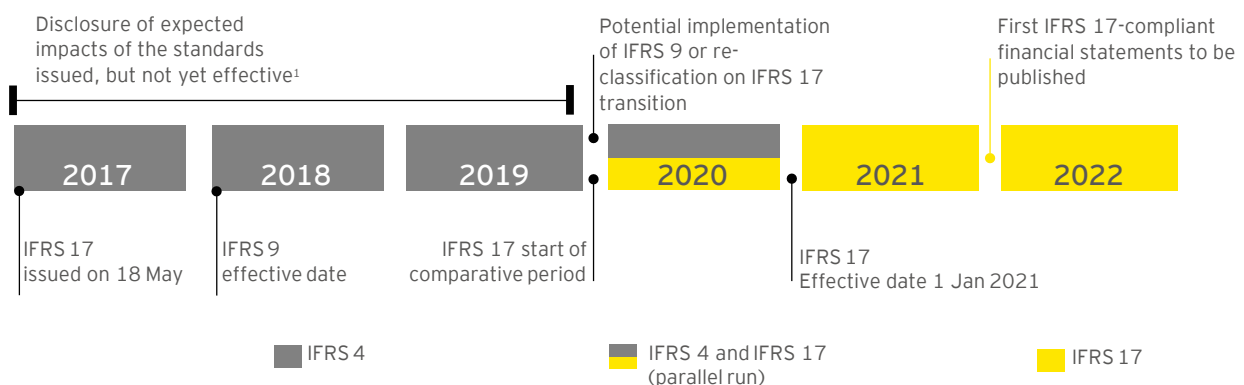 Disclosure of expected
impacts of the standards
issued, but not yet effective¹
Potential implementation
of IFRS 9 or re-
classification on IFRS 17
transition
First IFRS 17-compliant
financial statements to be
published
2017
2018
2019
2020
2021
2022
IFRS 17
issued on 18 May
IFRS 9
effective date
IFRS 17 start of
comparative period
IFRS 17
Effective date 1 Jan 2021
IFRS 4
IFRS 4 and IFRS 17
(parallel run)
IFRS 17